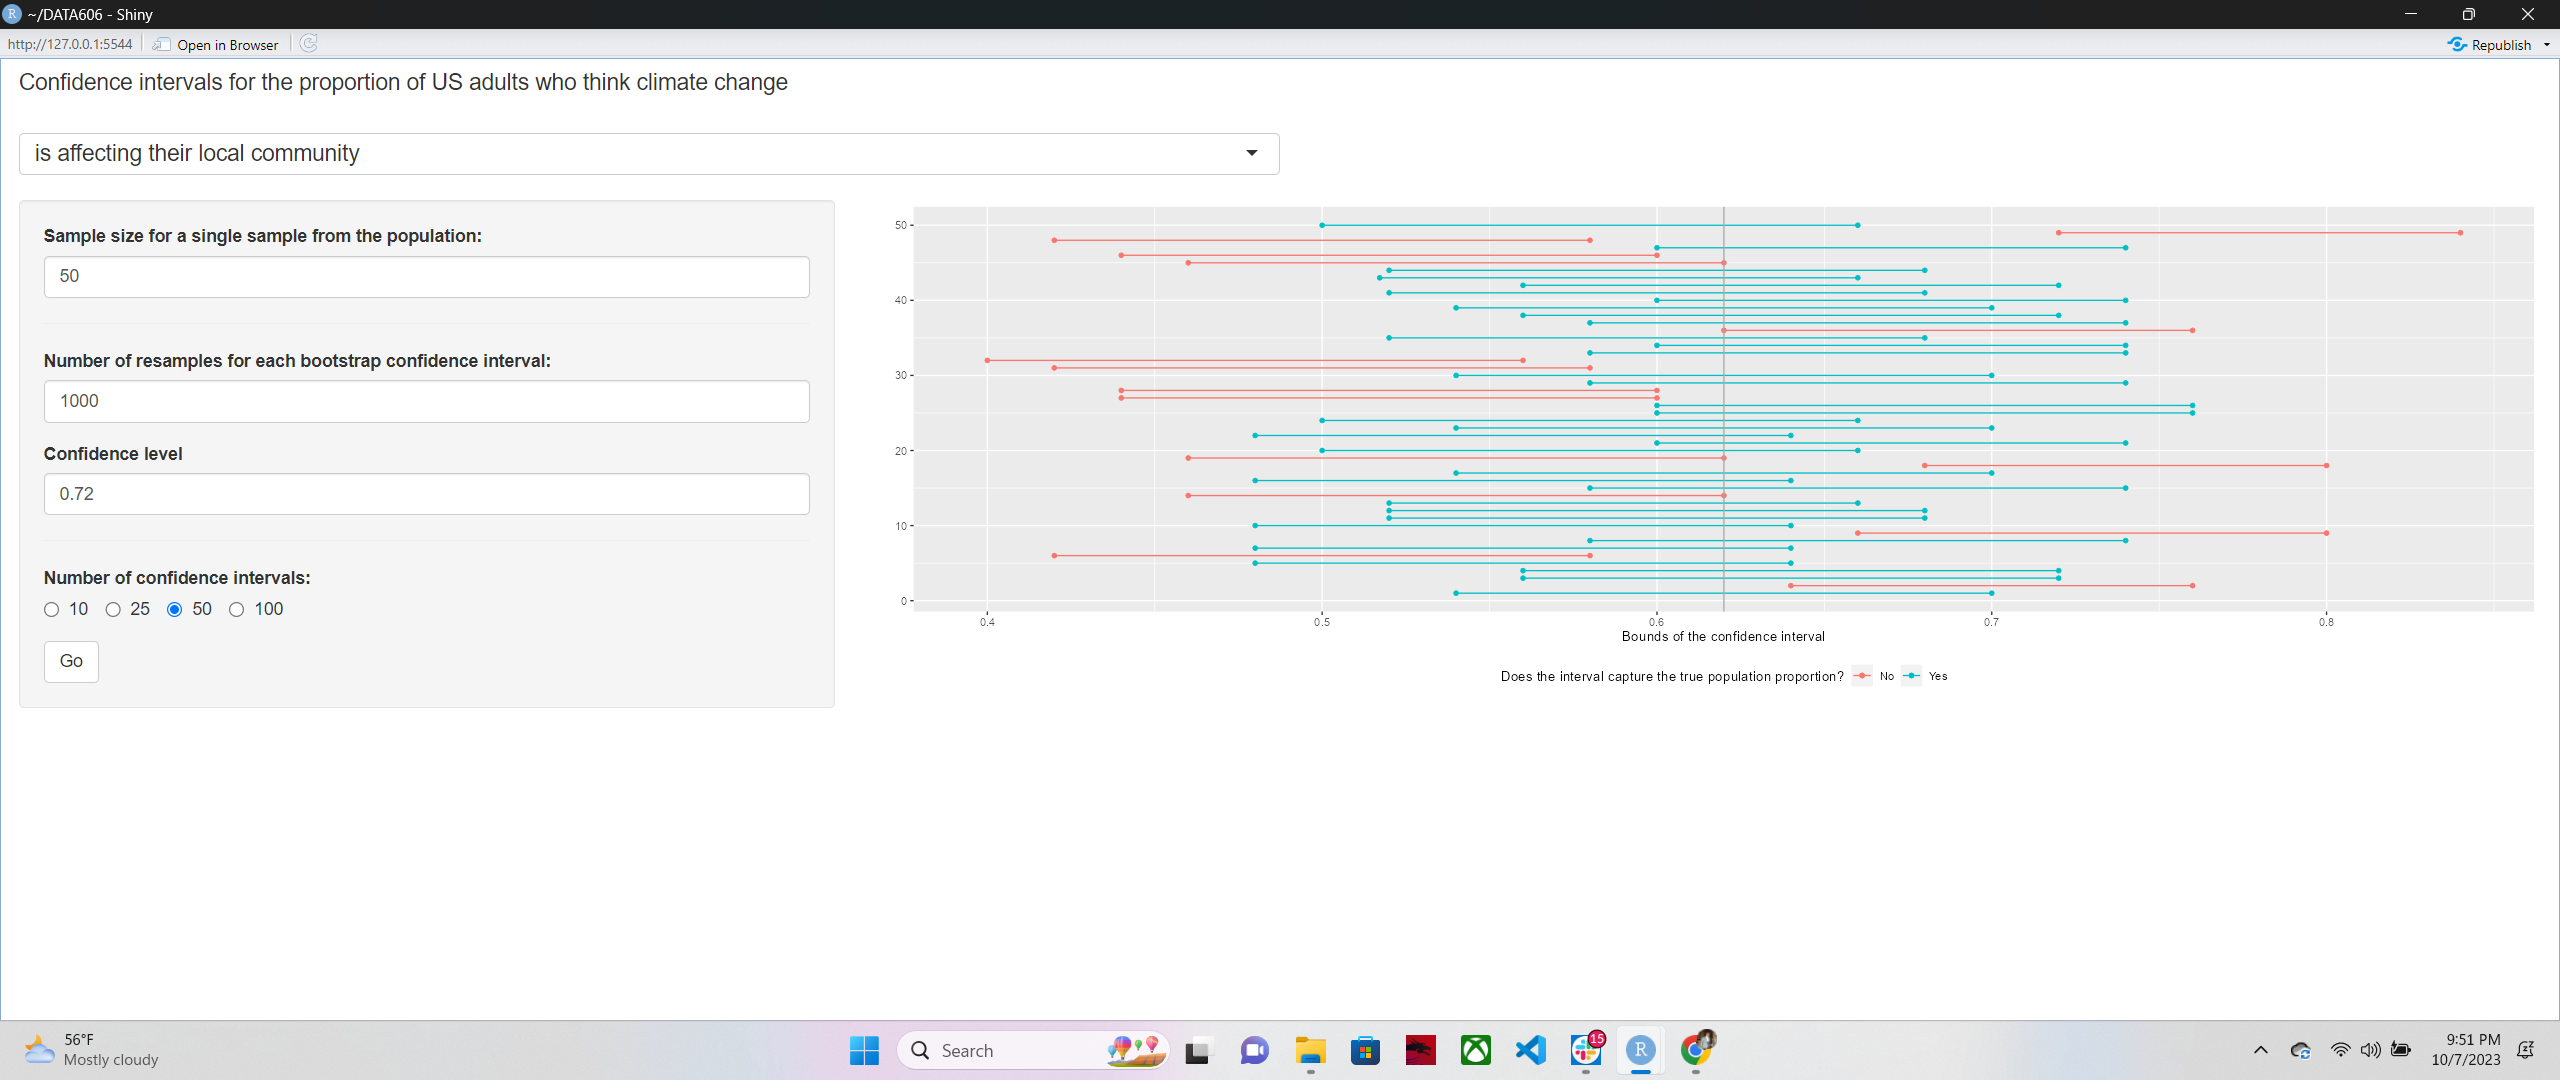 R ~/DATA606 - Shiny
http://127.0.0.1:5544 Open in Browser Republish
Confidence intervals for the proportion of US adults who think climate change
is affecting their local community
Sample size for a single sample from the population:
50
Number of resamples for each bootstrap confidence interval:
1000
Confidence level
0.72
Number of confidence intervals:
10 25 50 100
Go
50
40
30
20
10
0
0.4 0.5 0.6 0.7 0.8
Bounds of the confidence interval
Does the interval capture the true population proportion? No Yes
56°F
Mostly cloudy
Search
15
R
9:51 PM
10/7/2023